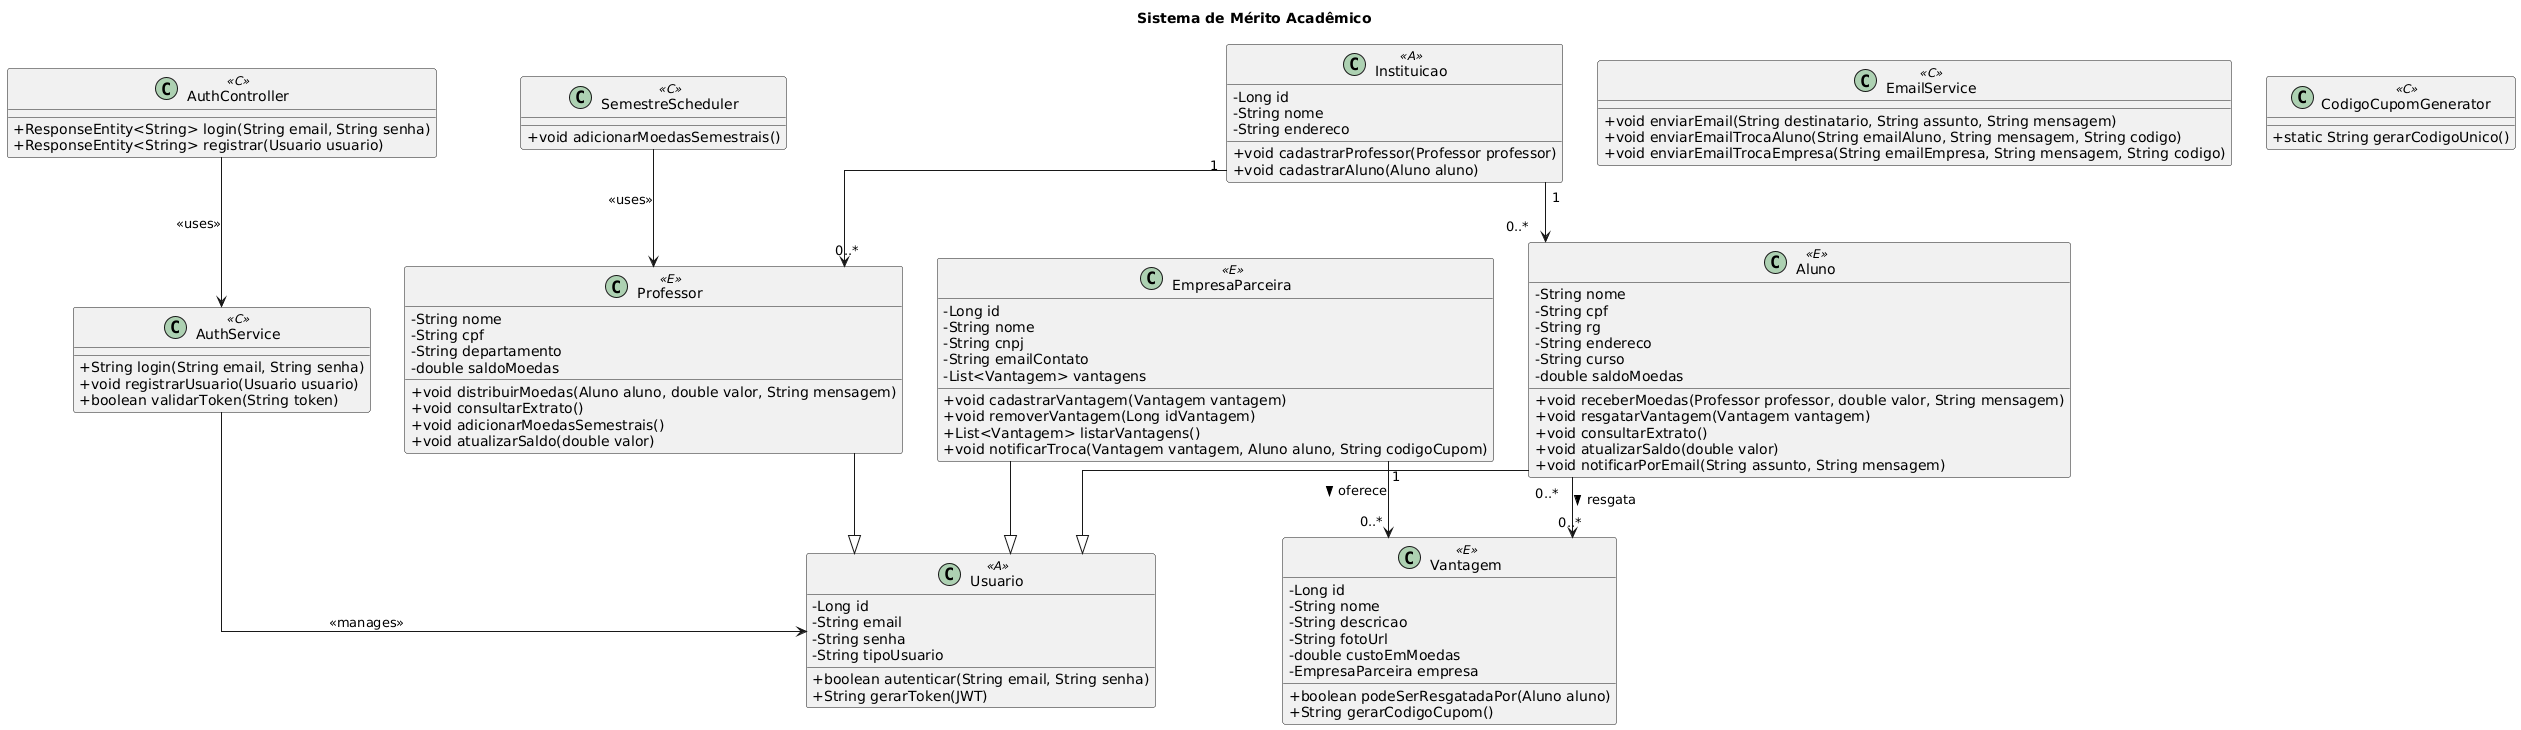 Sistema de Mérito Acadêmico
C «C»
AuthController
+ResponseEntity<String> login(String email, String senha)
+ResponseEntity<String> registrar(Usuario usuario)
C «C»
SemestreScheduler
+void adicionarMoedasSemestrais()
C «A»
Instituicao
-Long id
-String nome
-String endereco
+void cadastrarProfessor(Professor professor)
+void cadastrarAluno(Aluno aluno)
C «C»
EmailService
+void enviarEmail(String destinatario, String assunto, String mensagem)
+void enviarEmailTrocaAluno(String emailAluno, String mensagem, String codigo)
+void enviarEmailTrocaEmpresa(String emailEmpresa, String mensagem, String codigo)
C «C»
CodigoCupomGenerator
+static String gerarCodigoUnico()
«uses»
«uses»
1
0..*
1
0..*
C «C»
AuthService
+String login(String email, String senha)
+void registrarUsuario(Usuario usuario)
+boolean validarToken(String token)
C «E»
Professor
-String nome
-String cpf
-String departamento
-double saldoMoedas
+void distribuirMoedas(Aluno aluno, double valor, String mensagem)
+void consultarExtrato()
+void adicionarMoedasSemestrais()
+void atualizarSaldo(double valor)
C «E»
EmpresaParceira
-Long id
-String nome
-String cnpj
-String emailContato
-List<Vantagem> vantagens
+void cadastrarVantagem(Vantagem vantagem)
+void removerVantagem(Long idVantagem)
+List<Vantagem> listarVantagens()
+void notificarTroca(Vantagem vantagem, Aluno aluno, String codigoCupom)
C «E»
Aluno
-String nome
-String cpf
-String rg
-String endereco
-String curso
-double saldoMoedas
+void receberMoedas(Professor professor, double valor, String mensagem)
+void resgatarVantagem(Vantagem vantagem)
+void consultarExtrato()
+void atualizarSaldo(double valor)
+void notificarPorEmail(String assunto, String mensagem)
«manages»
1
oferece
0..*
0..*
resgata
0..*
C «A»
Usuario
-Long id
-String email
-String senha
-String tipoUsuario
+boolean autenticar(String email, String senha)
+String gerarToken(JWT)
C «E»
Vantagem
-Long id
-String nome
-String descricao
-String fotoUrl
-double custoEmMoedas
-EmpresaParceira empresa
+boolean podeSerResgatadaPor(Aluno aluno)
+String gerarCodigoCupom()